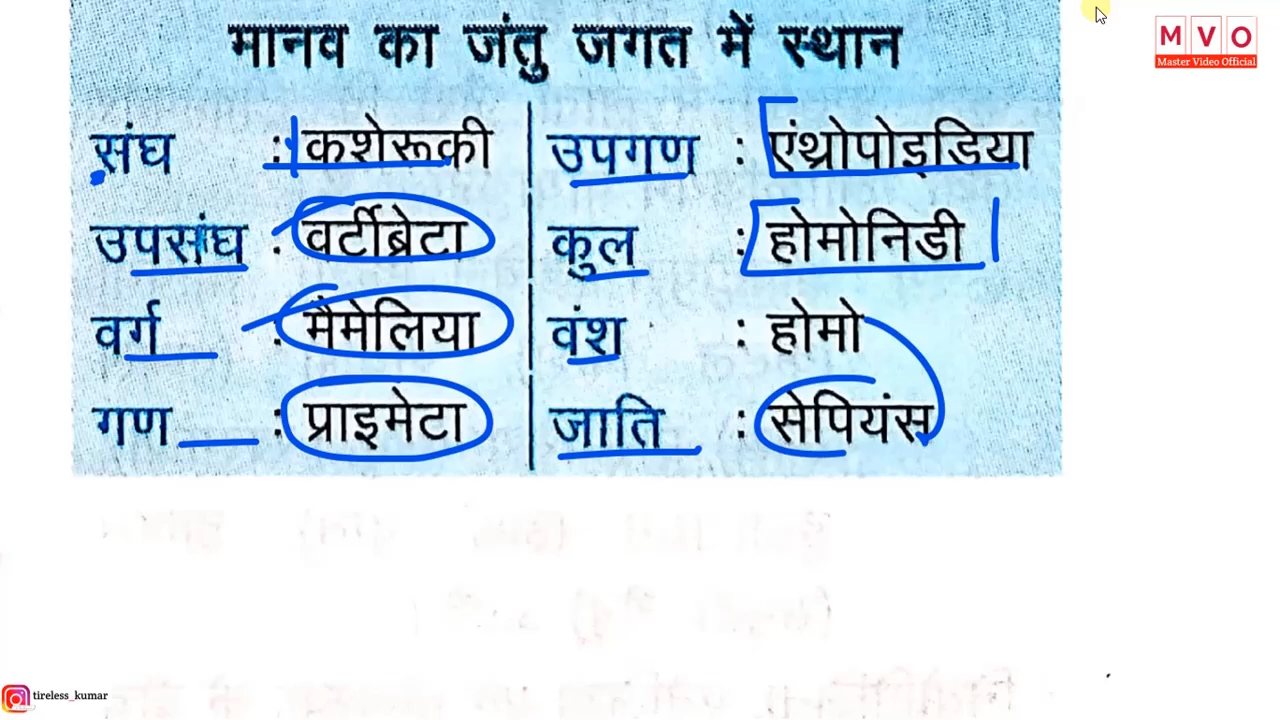 मानव का जंतु जगत में स्थान
M V O
Master Video Official
संघ : कशेरूकी
उपसंघ : वर्टीब्रेटा
वर्ग : मैमेलिया
गण : प्राइमेटा
उपगण : एंथ्रोपोइडिया
कुल : होमोनिडी
वंश : होमो
जाति : सेपियंस
tireless_kumar